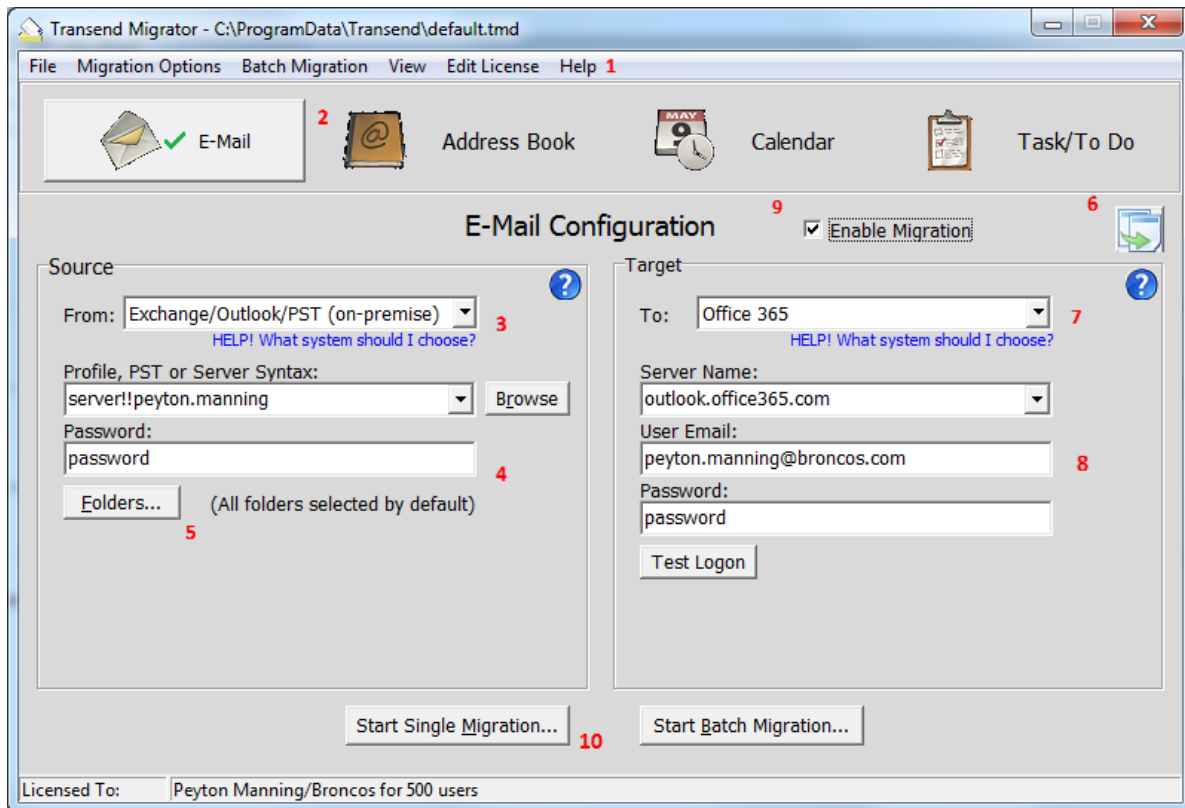 Transend Migrator - C:\ProgramData\Transend\default.tmd
File Migration Options Batch Migration View Edit License Help 1
E-Mail 2 Address Book MAY 9 Calendar Task/To Do
E-Mail Configuration 9 Enable Migration 6
Source
? 
From: Exchange/Outlook/PST (on-premise) 3
HELP! What system should I choose?
Profile, PST or Server Syntax:
server!!peyton.manning Browse
Password:
password 4
Folders... (All folders selected by default)
5
Target
?
To: Office 365 7
HELP! What system should I choose?
Server Name:
outlook.office365.com
User Email:
peyton.manning@broncos.com 8
Password:
password
Test Logon
Start Single Migration... 10 Start Batch Migration...
Licensed To: Peyton Manning/Broncos for 500 users